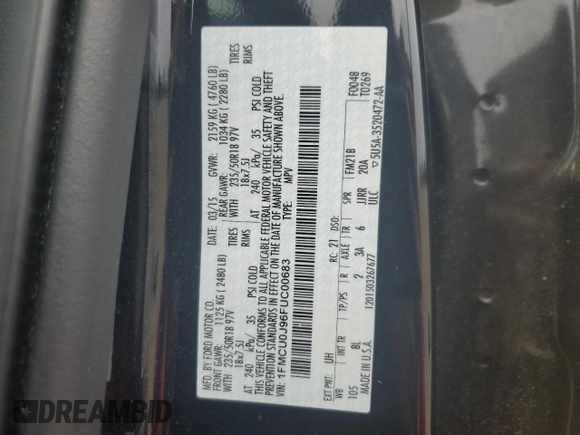 MFD. BY FORD MOTOR CO.
03/15 GVWR: 2159 KG ( 4760 LB)
FRONT GAWR: 1125 KG ( 2480 LB) REAR GAWR: 1034 KG ( 2280 LB)
WITH 235/50R18 97V TIRES WITH 235/50R18 97V TIRES
18x7.5J RIMS 18x7.5J RIMS
AT 240 kPa/ 35 PSI COLD AT 240 kPa/ 35 PSI COLD
THIS VEHICLE CONFORMS TO ALL APPLICABLE FEDERAL MOTOR VEHICLE SAFETY AND THEFT
PREVENTION STANDARDS IN EFFECT ON THE DATE OF MANUFACTURE SHOWN ABOVE.
VIN: 1FMCU0J96FUC00683
TYPE: MPV
EXT PNT: UH RC: 21 DSO: FM21B F0048
WB INT TR TP/PS R AXLE TR SPR T0269
105 8L 2 3A 6 JJRR 20A
ULC
1201503267677
▽5U5A-3520472-AA
MADE IN U.S.A.
DREAMBID